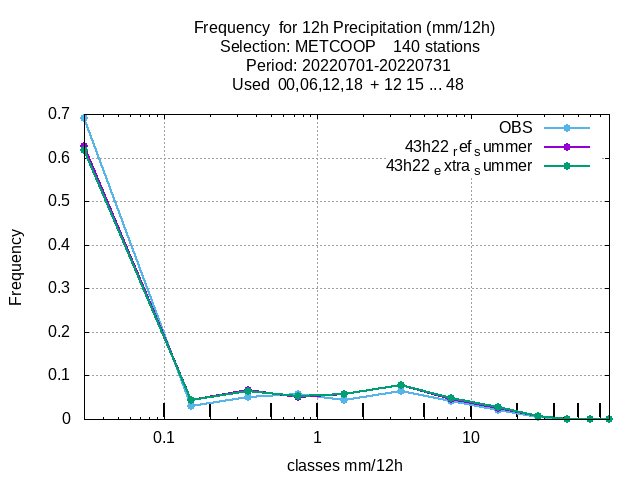 Frequency  for 12h Precipitation (mm/12h)
Selection: METCOOP    140 stations
Period: 20220701-20220731
Used  00,06,12,18  + 12 15 ... 48
OBS
43h22 ref summer
43h22 extra summer
0.7
0.6
0.5
0.4
0.3
0.2
0.1
0
Frequency
0.1 1 10
classes mm/12h